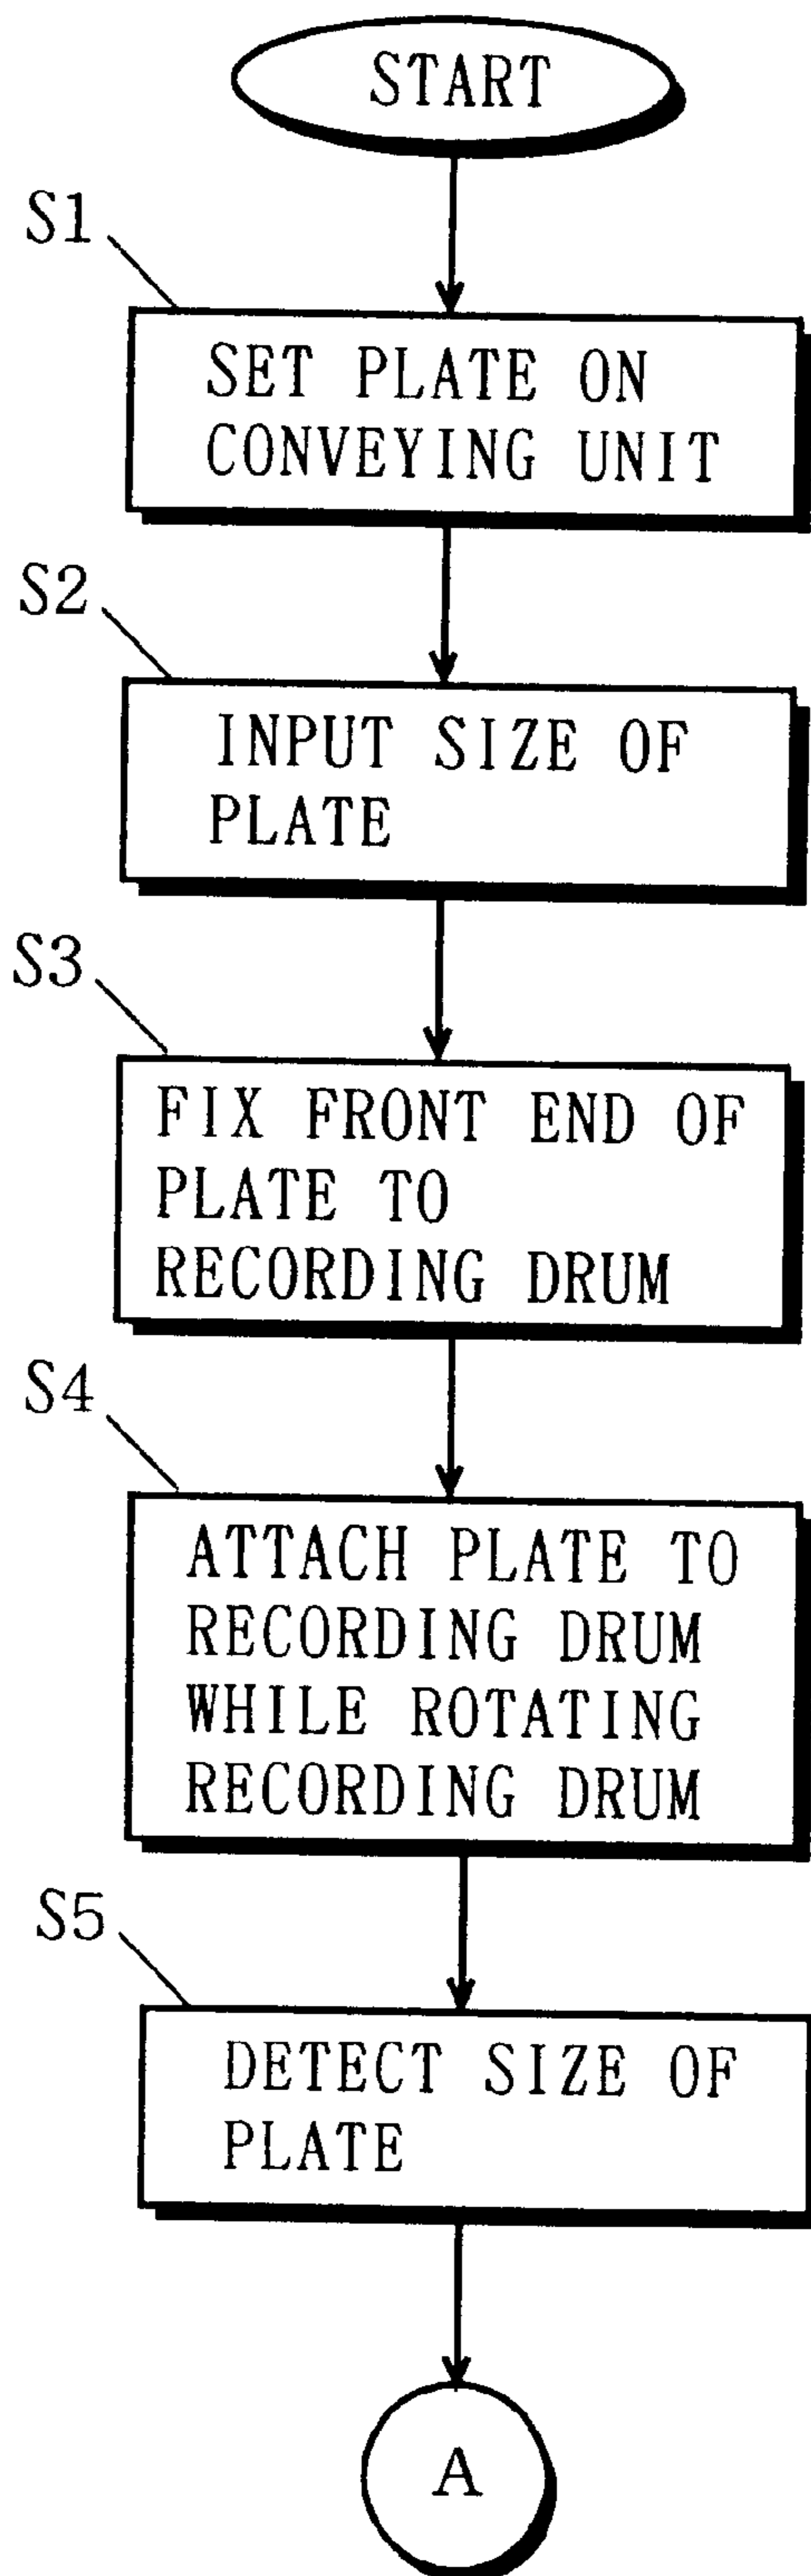 START
S1
SET PLATE ON
CONVEYING UNIT
S2
INPUT SIZE OF
PLATE
S3
FIX FRONT END OF
PLATE TO
RECORDING DRUM
S4
ATTACH PLATE TO
RECORDING DRUM
WHILE ROTATING
RECORDING DRUM
S5
DETECT SIZE OF
PLATE
A